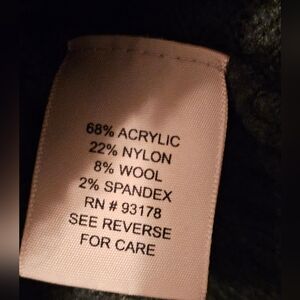 68% ACRYLIC
22% NYLON
8% WOOL
2% SPANDEX
RN # 93178
SEE REVERSE
FOR CARE